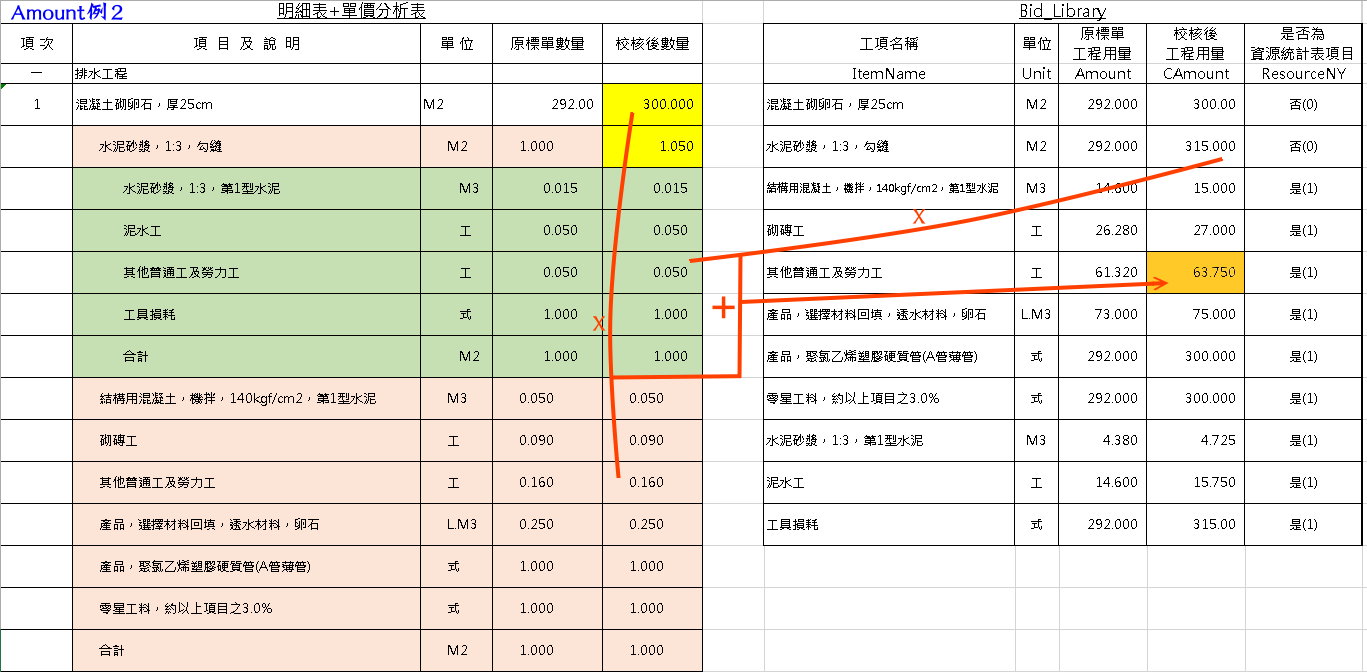 Amount例2
明細表+單價分析表
Bid_Library
項 次 項 目 及 說 明 單 位 原標單數量 校核後數量
工項名稱 單位 原標單工程用量 校核後工程用量 是否為資源統計表項目
一 排水工程
ItemName Unit Amount CAmount ResourceNY
1 混凝土砌卵石，厚25cm M2 292.00 300.000
混凝土砌卵石，厚25cm M2 292.000 300.00 否(0)
水泥砂漿，1:3，勾縫 M2 1.000 1.050
水泥砂漿，1:3，勾縫 M2 292.000 315.000 否(0)
水泥砂漿，1:3，第1型水泥 M3 0.015 0.015
結構用混凝土，機拌，140kgf/cm2，第1型水泥 M3 14.600 15.000 是(1)
泥水工 工 0.050 0.050
砌磚工 工 26.280 27.000 是(1)
x
其他普通工及勞力工 工 0.050 0.050
其他普通工及勞力工 工 61.320 63.750 是(1)
工具損耗 式 1.000 1.000
x
+
產品，選擇材料回填，透水材料，卵石 L.M3 73.000 75.000 是(1)
合計 M2 1.000 1.000
產品，聚氯乙烯塑膠硬質管(A管薄管) 式 292.000 300.000 是(1)
結構用混凝土，機拌，140kgf/cm2，第1型水泥 M3 0.050 0.050
零星工料，約以上項目之3.0% 式 292.000 300.000 是(1)
砌磚工 工 0.090 0.090
水泥砂漿，1:3，第1型水泥 M3 4.380 4.725 是(1)
其他普通工及勞力工 工 0.160 0.160
泥水工 工 14.600 15.750 是(1)
產品，選擇材料回填，透水材料，卵石 L.M3 0.250 0.250
工具損耗 式 292.000 315.00 是(1)
產品，聚氯乙烯塑膠硬質管(A管薄管) 式 1.000 1.000
零星工料，約以上項目之3.0% 式 1.000 1.000
合計 M2 1.000 1.000